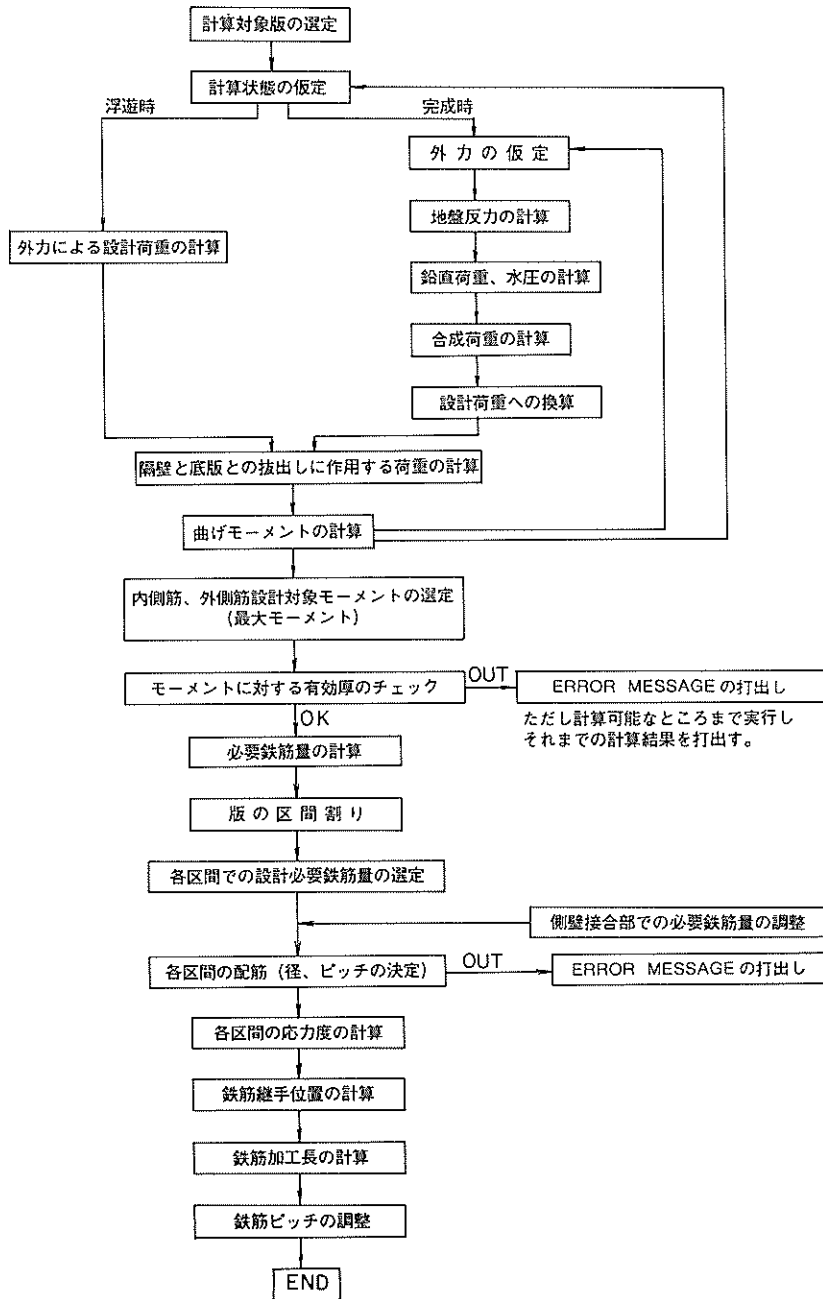 計算対象版の選定
計算状態の仮定
浮遊時
完成時
外力の仮定
地盤反力の計算
外力による設計荷重の計算
鉛直荷重、水圧の計算
合成荷重の計算
設計荷重への換算
隔壁と底版との抜出しに作用する荷重の計算
曲げモーメントの計算
内側筋、外側筋設計対象モーメントの選定
(最大モーメント)
モーメントに対する有効厚のチェック
OUT
ERROR MESSAGEの打出し
OK
ただし計算可能なところまで実行し
それまでの計算結果を打出す。
必要鉄筋量の計算
版の区間割り
各区間での設計必要鉄筋量の選定
側壁接合部での必要鉄筋量の調整
各区間の配筋(径、ピッチの決定)
OUT
ERROR MESSAGEの打出し
各区間の応力度の計算
鉄筋継手位置の計算
鉄筋加工長の計算
鉄筋ピッチの調整
END